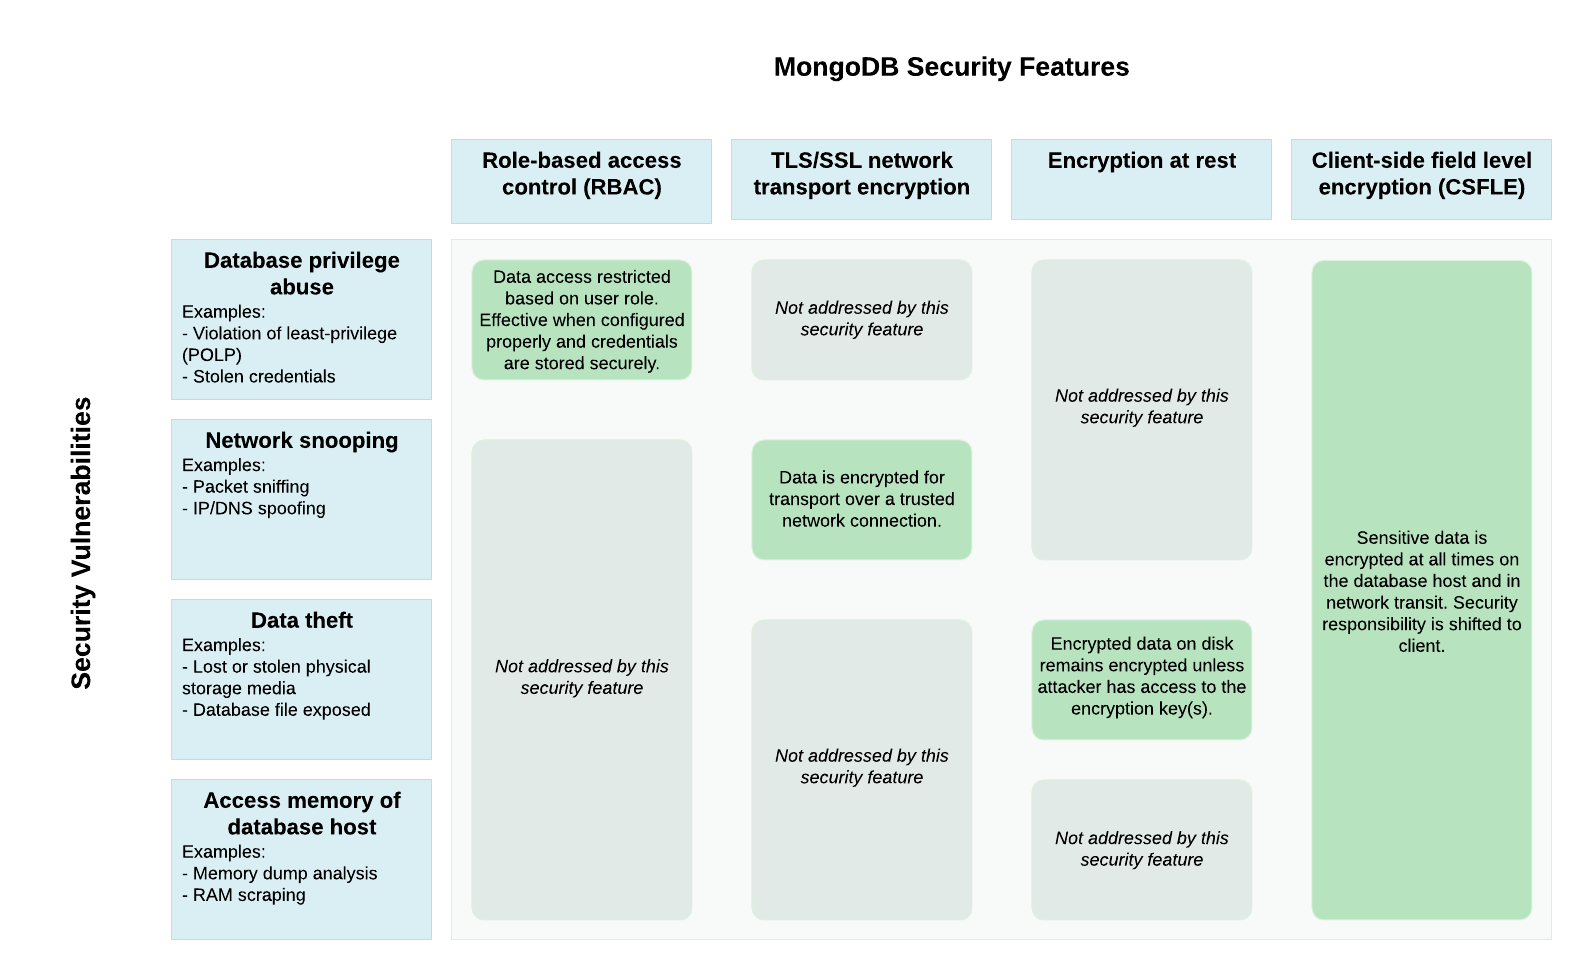 MongoDB Security Features
Role-based access
control (RBAC)
TLS/SSL network
transport encryption
Encryption at rest
Client-side field level
encryption (CSFLE)
Security Vulnerabilities
Database privilege
abuse
Examples:
- Violation of least-privilege
(POLP)
- Stolen credentials
Data access restricted
based on user role.
Effective when configured
properly and credentials
are stored securely.
Not addressed by this
security feature
Not addressed by this
security feature
Network snooping
Examples:
- Packet sniffing
- IP/DNS spoofing
Data is encrypted for
transport over a trusted
network connection.
Sensitive data is
encrypted at all times on
the database host and in
network transit. Security
responsibility is shifted to
client.
Data theft
Examples:
- Lost or stolen physical
storage media
- Database file exposed
Not addressed by this
security feature
Encrypted data on disk
remains encrypted unless
attacker has access to the
encryption key(s).
Not addressed by this
security feature
Access memory of
database host
Examples:
- Memory dump analysis
- RAM scraping
Not addressed by this
security feature